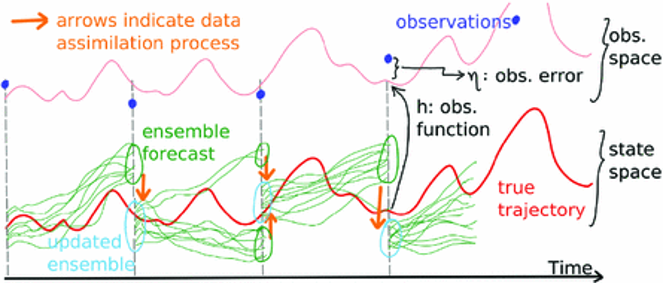 arrows indicate data
assimilation process
observations
obs.
space
η: obs. error
h: obs.
function
ensemble
forecast
state
space
true
trajectory
updated
ensemble
Time